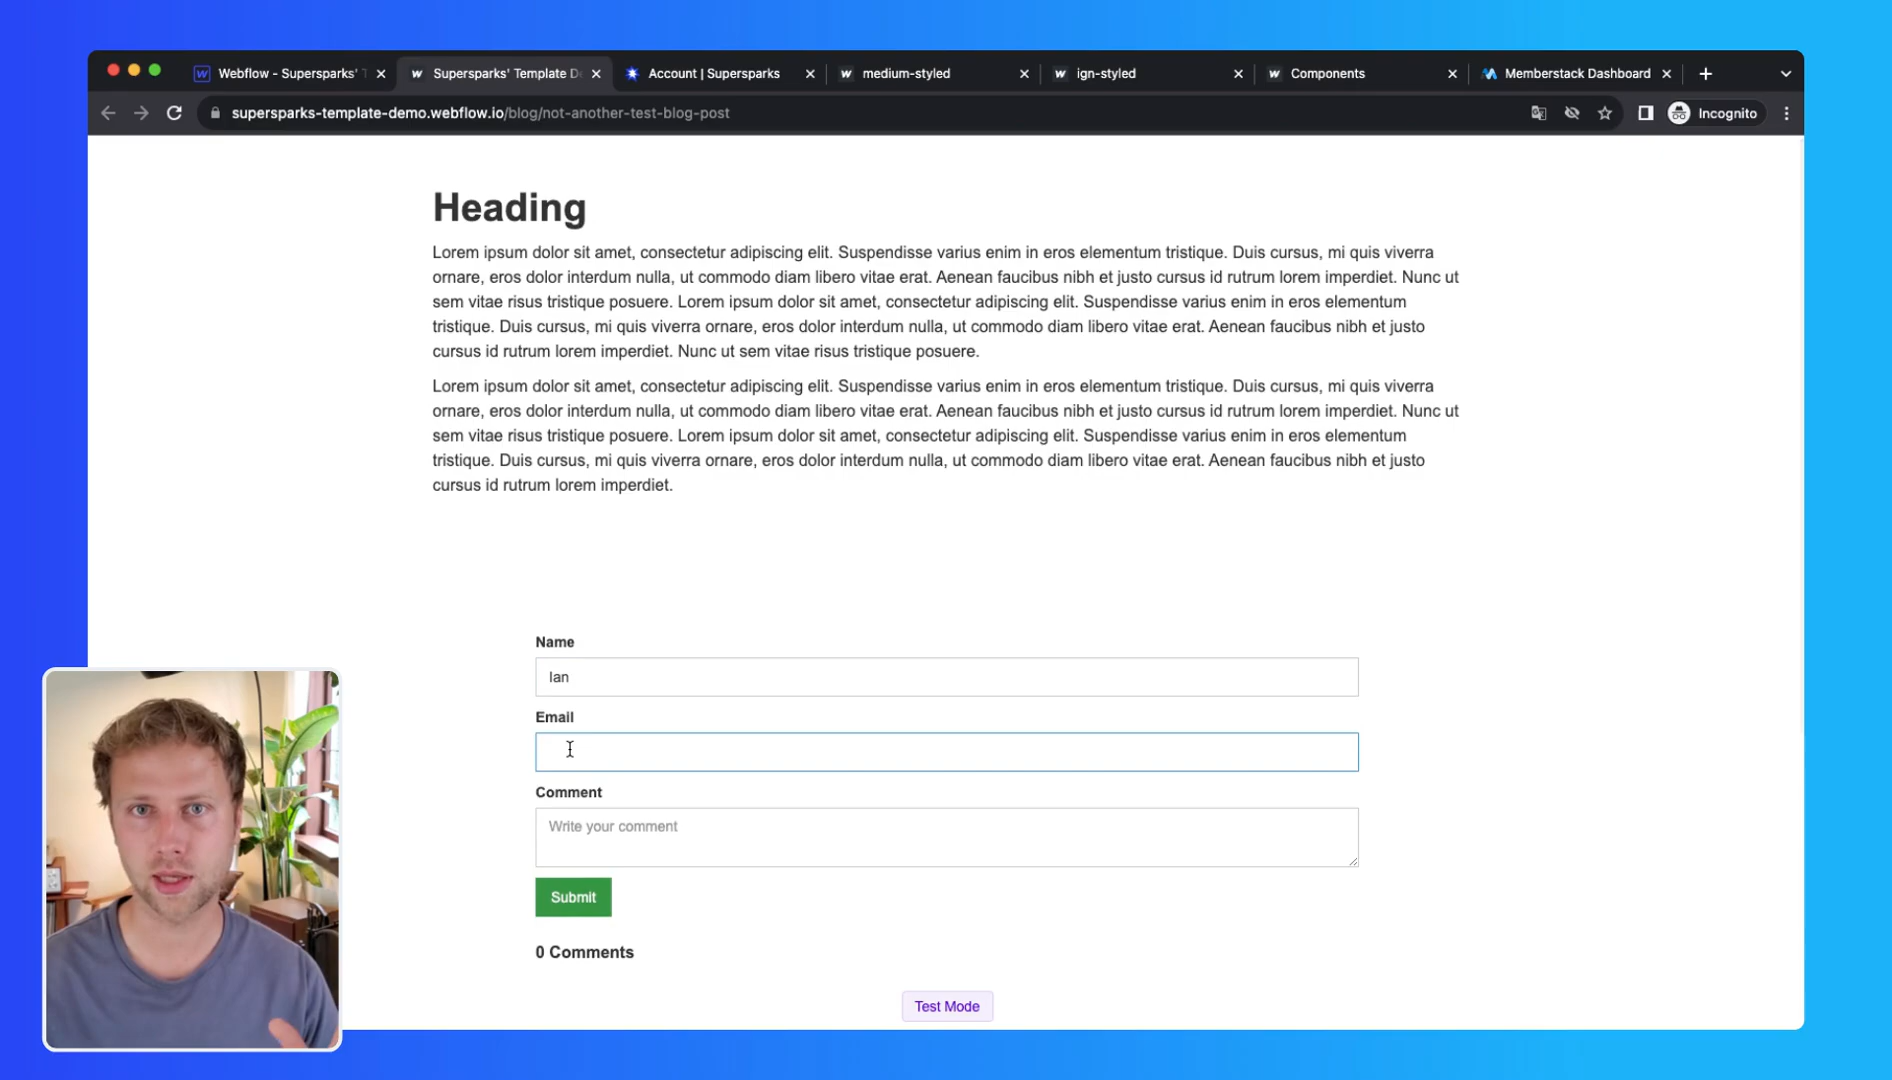 Webflow - Supersparks' T
Supersparks' Template De
Account | Supersparks
medium-styled
ign-styled
Components
Memberstack Dashboard
supersparks-template-demo.webflow.io/blog/not-another-test-blog-post
Incognito
Heading
Lorem ipsum dolor sit amet, consectetur adipiscing elit. Suspendisse varius enim in eros elementum tristique. Duis cursus, mi quis viverra
ornare, eros dolor interdum nulla, ut commodo diam libero vitae erat. Aenean faucibus nibh et justo cursus id rutrum lorem imperdiet. Nunc ut
sem vitae risus tristique posuere. Lorem ipsum dolor sit amet, consectetur adipiscing elit. Suspendisse varius enim in eros elementum
tristique. Duis cursus, mi quis viverra ornare, eros dolor interdum nulla, ut commodo diam libero vitae erat. Aenean faucibus nibh et justo
cursus id rutrum lorem imperdiet. Nunc ut sem vitae risus tristique posuere.
Lorem ipsum dolor sit amet, consectetur adipiscing elit. Suspendisse varius enim in eros elementum tristique. Duis cursus, mi quis viverra
ornare, eros dolor interdum nulla, ut commodo diam libero vitae erat. Aenean faucibus nibh et justo cursus id rutrum lorem imperdiet. Nunc ut
sem vitae risus tristique posuere. Lorem ipsum dolor sit amet, consectetur adipiscing elit. Suspendisse varius enim in eros elementum
tristique. Duis cursus, mi quis viverra ornare, eros dolor interdum nulla, ut commodo diam libero vitae erat. Aenean faucibus nibh et justo
cursus id rutrum lorem imperdiet.
Name
Ian
Email
Comment
Write your comment
Submit
0 Comments
Test Mode